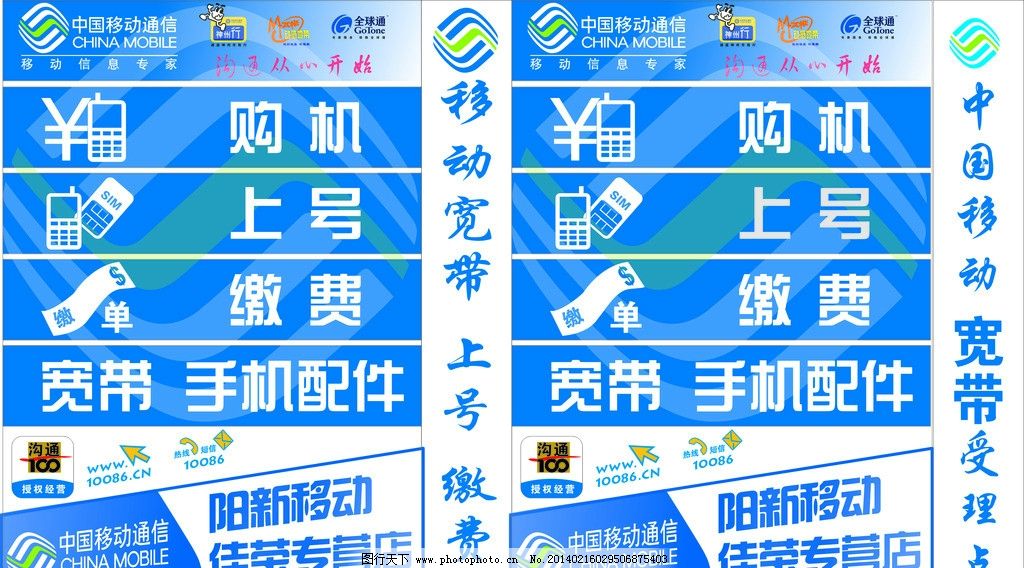 中国移动通信
CHINA MOBILE
移动信息专家
神州行
M-ZONE
动感地带
全球通
GoTone
沟通从心开始
¥
购机
SIM
上号
$
缴 单
缴费
宽带 手机配件
沟通
100
授权经营
www.
10086.CN
热线 短信
10086
中国移动通信
CHINA MOBILE
阳新移动
佳荣专营店
移动宽带 上号 缴费
中国移动通信
CHINA MOBILE
移动信息专家
神州行
M-ZONE
动感地带
全球通
GoTone
沟通从心开始
¥
购机
SIM
上号
$
缴 单
缴费
宽带 手机配件
沟通
100
授权经营
www.
10086.CN
热线 短信
10086
中国移动通信
CHINA MOBILE
阳新移动
佳荣专营店
中国移动宽带受理点
图行天下 www.photophoto.cn No.20140216029506875403